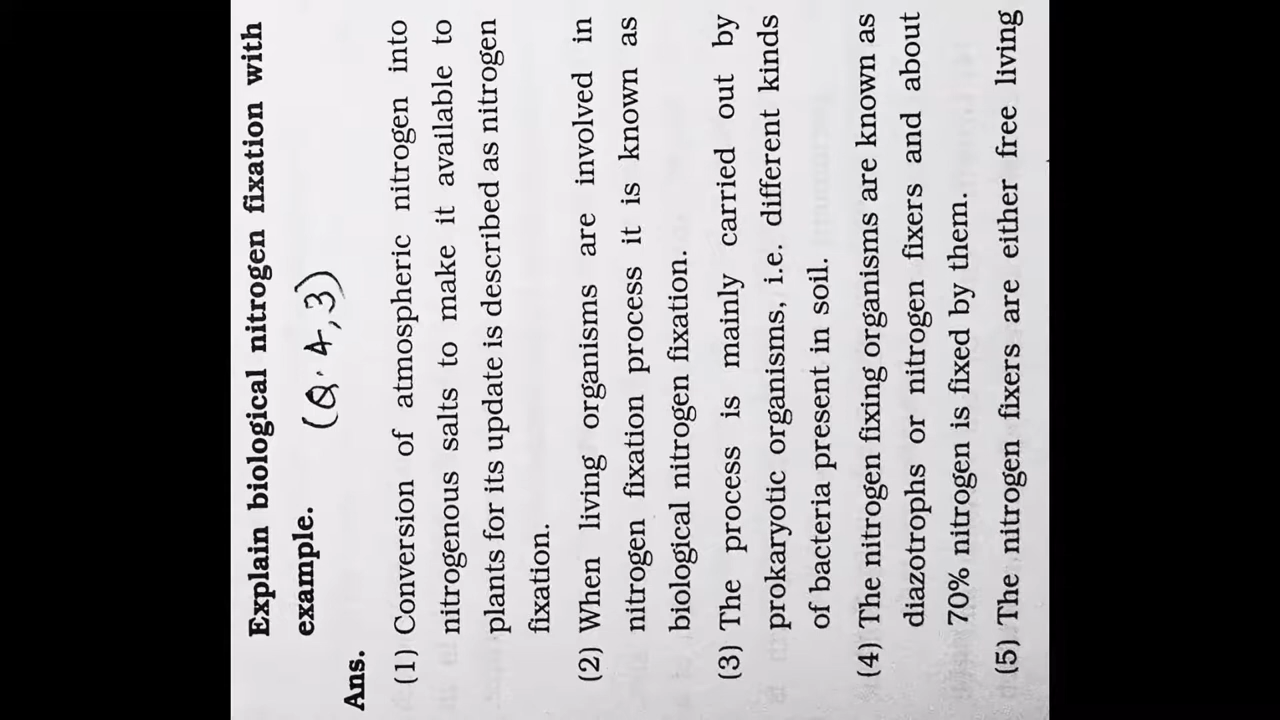 Explain biological nitrogen fixation with
example. (Q. 4, 3)
Ans.
(1) Conversion of atmospheric nitrogen into
nitrogenous salts to make it available to
plants for its update is described as nitrogen
fixation.
(2) When living organisms are involved in
nitrogen fixation process it is known as
biological nitrogen fixation.
(3) The process is mainly carried out by
prokaryotic organisms, i.e. different kinds
of bacteria present in soil.
(4) The nitrogen fixing organisms are known as
diazotrophs or nitrogen fixers and about
70% nitrogen is fixed by them.
(5) The nitrogen fixers are either free living